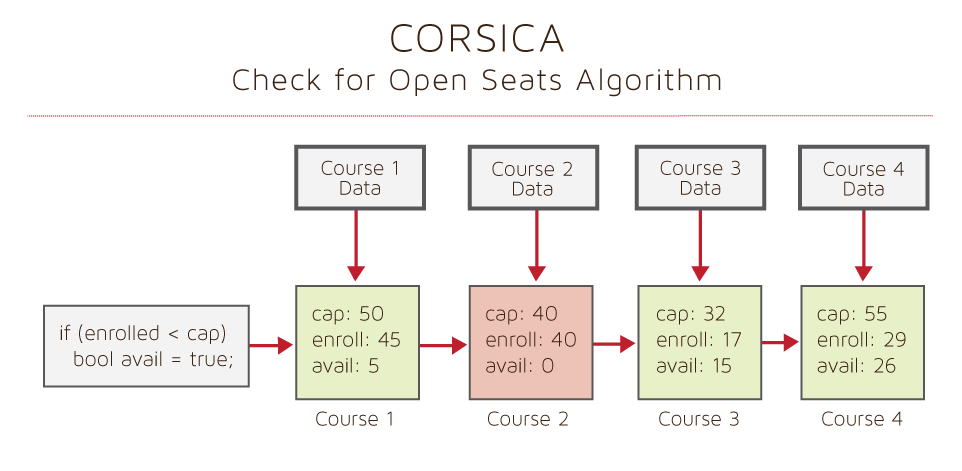 CORSICA
Check for Open Seats Algorithm
Course 1
Data
Course 2
Data
Course 3
Data
Course 4
Data
if (enrolled < cap)
bool avail = true;
cap: 50
enroll: 45
avail: 5
cap: 40
enroll: 40
avail: 0
cap: 32
enroll: 17
avail: 15
cap: 55
enroll: 29
avail: 26
Course 1
Course 2
Course 3
Course 4